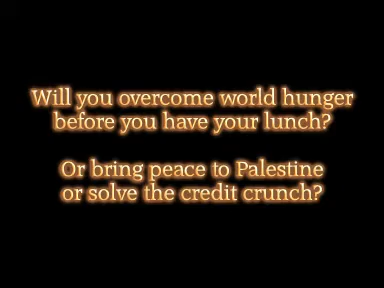 Will you overcome world hunger
before you have your lunch?
Or bring peace to Palestine
or solve the credit crunch?